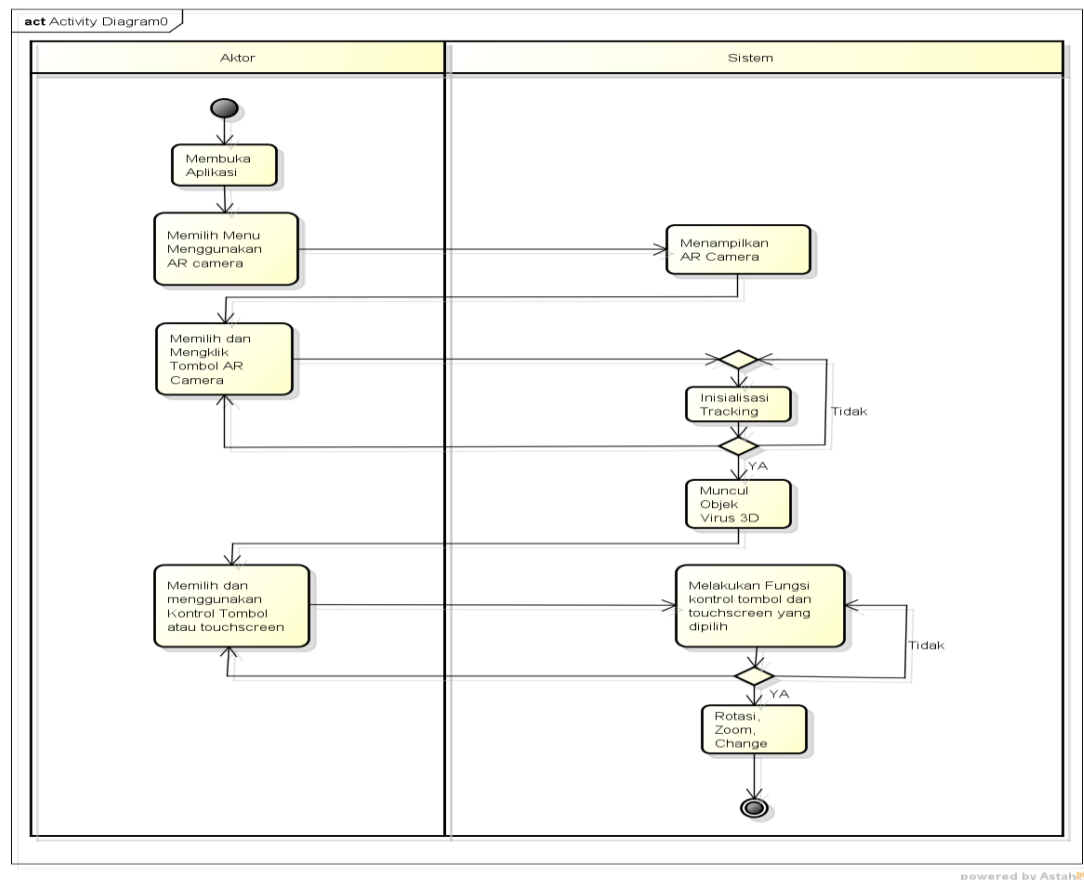 act Activity Diagram0
Aktor
Sistem
Membuka
Aplikasi
Memilih Menu
Menggunakan
AR camera
Menampilkan
AR Camera
Memilih dan
Mengklik
Tombol AR
Camera
Inisialisasi
Tracking
Tidak
YA
Muncul
Objek
Virus 3D
Memilih dan
menggunakan
Kontrol Tombol
atau touchscreen
Melakukan Fungsi
kontrol tombol dan
touchscreen yang
dipilih
Tidak
YA
Rotasi,
Zoom,
Change
powered by Astah